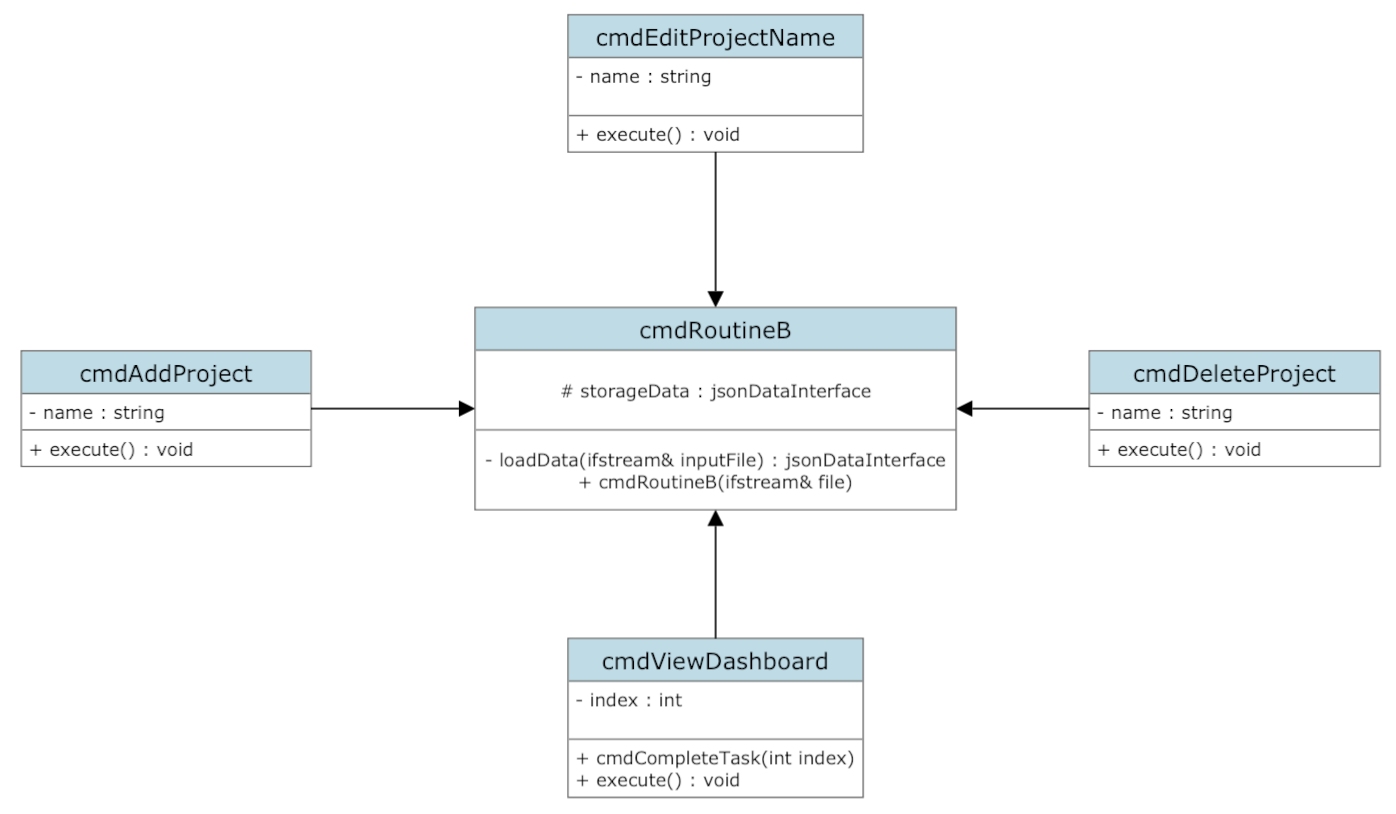 cmdEditProjectName
- name : string
+ execute() : void
cmdRoutineB
# storageData : jsonDataInterface
- loadData(ifstream& inputFile) : jsonDataInterface
+ cmdRoutineB(ifstream& file)
cmdAddProject
- name : string
+ execute() : void
cmdDeleteProject
- name : string
+ execute() : void
cmdViewDashboard
- index : int
+ cmdCompleteTask(int index)
+ execute() : void